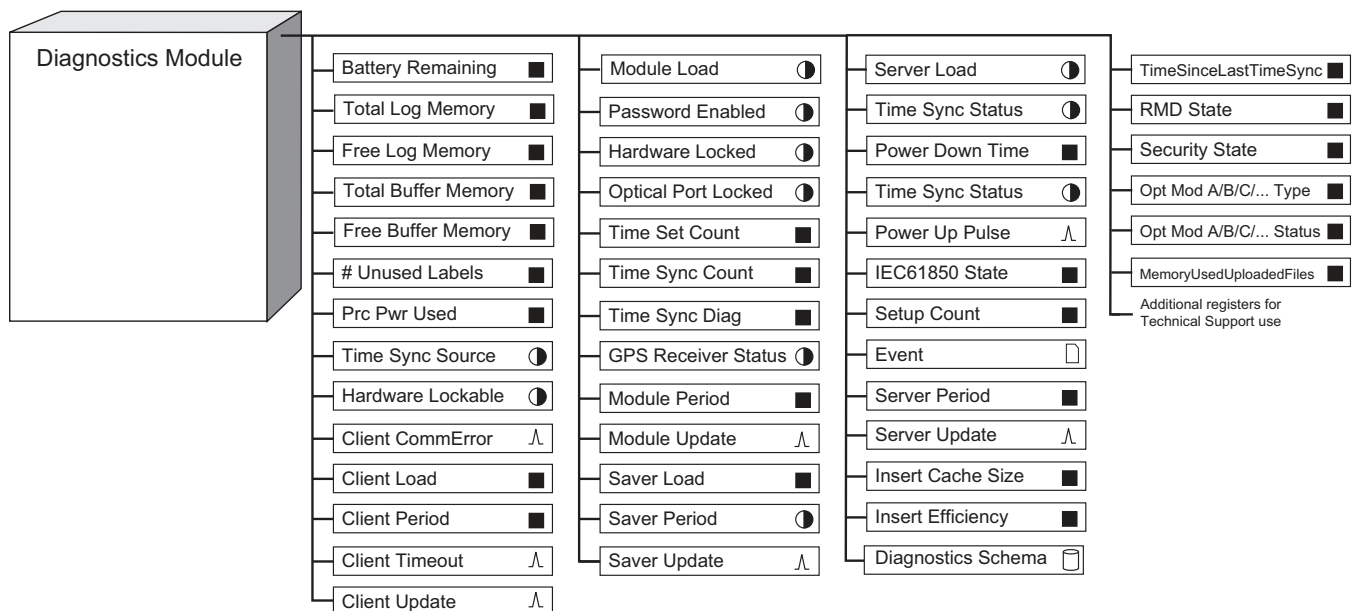 Diagnostics Module
Battery Remaining
Total Log Memory
Free Log Memory
Total Buffer Memory
Free Buffer Memory
# Unused Labels
Prc Pwr Used
Time Sync Source
Hardware Lockable
Client CommError
Client Load
Client Period
Client Timeout
Client Update
Module Load
Password Enabled
Hardware Locked
Optical Port Locked
Time Set Count
Time Sync Count
Time Sync Diag
GPS Receiver Status
Module Period
Module Update
Saver Load
Saver Period
Saver Update
Server Load
Time Sync Status
Power Down Time
Time Sync Status
Power Up Pulse
IEC61850 State
Setup Count
Event
Server Period
Server Update
Insert Cache Size
Insert Efficiency
Diagnostics Schema
TimeSinceLastTimeSync
RMD State
Security State
Opt Mod A/B/C/... Type
Opt Mod A/B/C/... Status
MemoryUsedUploadedFiles
Additional registers for
Technical Support use